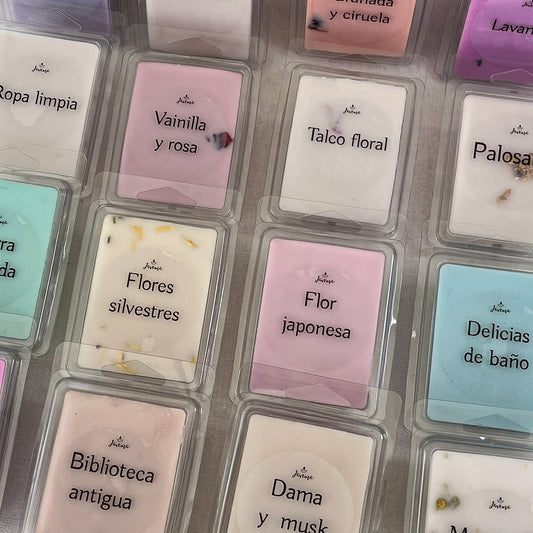 Granada
y ciruela
Lavan
Ropa limpia
Vainilla
y rosa
Talco floral
Palosa
Flores
silvestres
Flor
japonesa
Delicias
de baño
Biblioteca
antigua
Dama
y musk